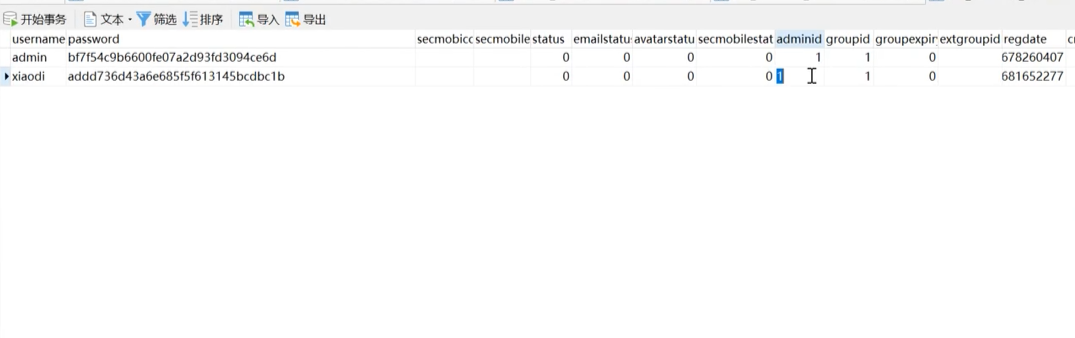 开始事务 文本 筛选 排序 导入 导出
username password secmobicc secmobile status emailstatu avatarstatu secmobilestat adminid groupid groupexpir extgroupid regdate
admin bf7f54c9b6600fe07a2d93fd3094ce6d 0 0 0 0 1 1 0 678260407
xiaodi addd736d43a6e685f5f613145bcdbc1b 0 0 0 0 1 1 0 681652277